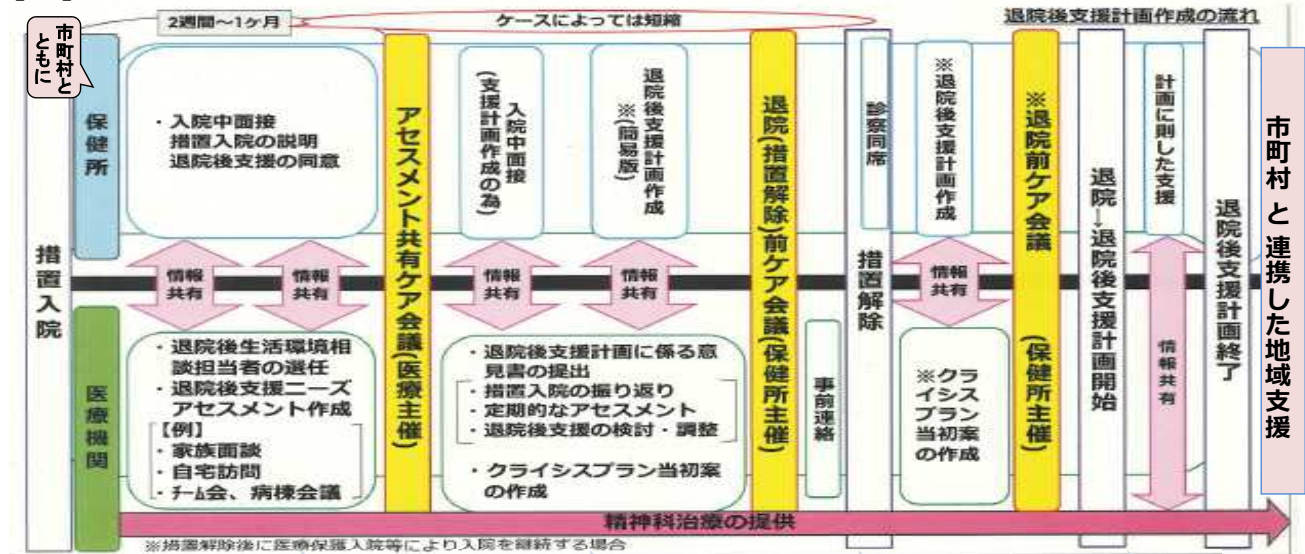 2週間～1ヶ月
ケースによっては短縮
退院後支援計画作成の流れ
市町村と
ともに
措置入院
保健所
・入院中面接
措置入院の説明
退院後支援の同意
情報
共有
情報
共有
医療機関
・退院後生活環境相
談担当者の選任
・退院後支援ニーズ
アセスメント作成
【例】
・家族面談
・自宅訪問
・ﾁｰﾑ会、病棟会議
アセスメント共有ケア会議(医療主催)
入院中面接
(支援計画作成の為)
退院後支援計画作成
※(簡易版)
情報
共有
情報
共有
・退院後支援計画に係る意
見書の提出
・措置入院の振り返り
・定期的なアセスメント
・退院後支援の検討・調整
・クライシスプラン当初案
の作成
退院(措置解除)前ケア会議(保健所主催)
診察同席
事前連絡
措置解除
※退院後支援計画作成
情報
共有
※クラ
イシス
プラン
当初案
の作成
※退院前ケア会議
(保健所主催)
退院→退院後支援計画開始
計画に則した支援
情報共有
退院後支援計画終了
市町村と連携した地域支援
精神科治療の提供
※措置解除後に医療保護入院等により入院を継続する場合